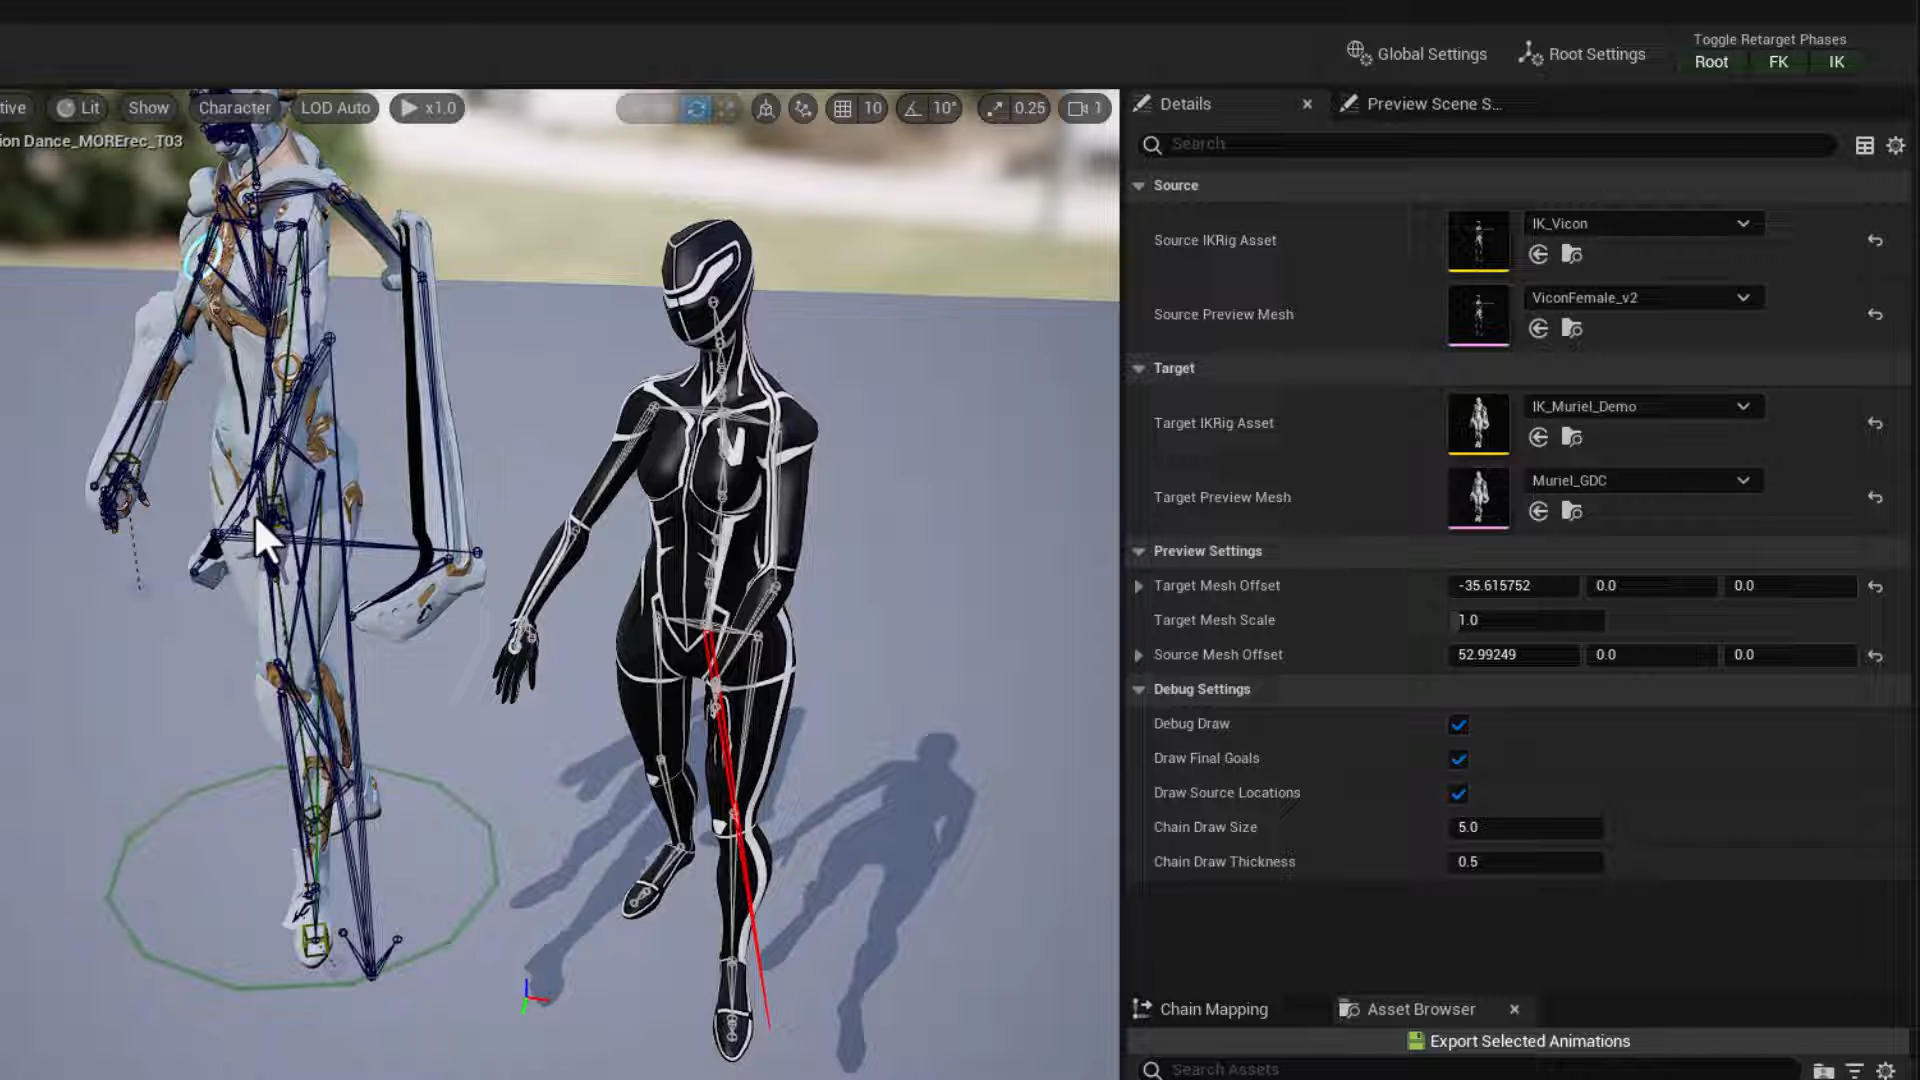 Global Settings
Root Settings
Toggle Retarget Phases
Root FK IK
tive
Lit
Show
Character
LOD Auto
x1.0
10
10°
0.25
1
ion Dance_MORErec_T03
Details
Preview Scene S...
Search
Source
Source IKRig Asset
IK_Vicon
Source Preview Mesh
ViconFemale_v2
Target
Target IKRig Asset
IK_Muriel_Demo
Target Preview Mesh
Muriel_GDC
Preview Settings
Target Mesh Offset
-35.615752
0.0
0.0
Target Mesh Scale
1.0
Source Mesh Offset
52.99249
0.0
0.0
Debug Settings
Debug Draw
Draw Final Goals
Draw Source Locations
Chain Draw Size
5.0
Chain Draw Thickness
0.5
Chain Mapping
Asset Browser
Export Selected Animations
Search Assets